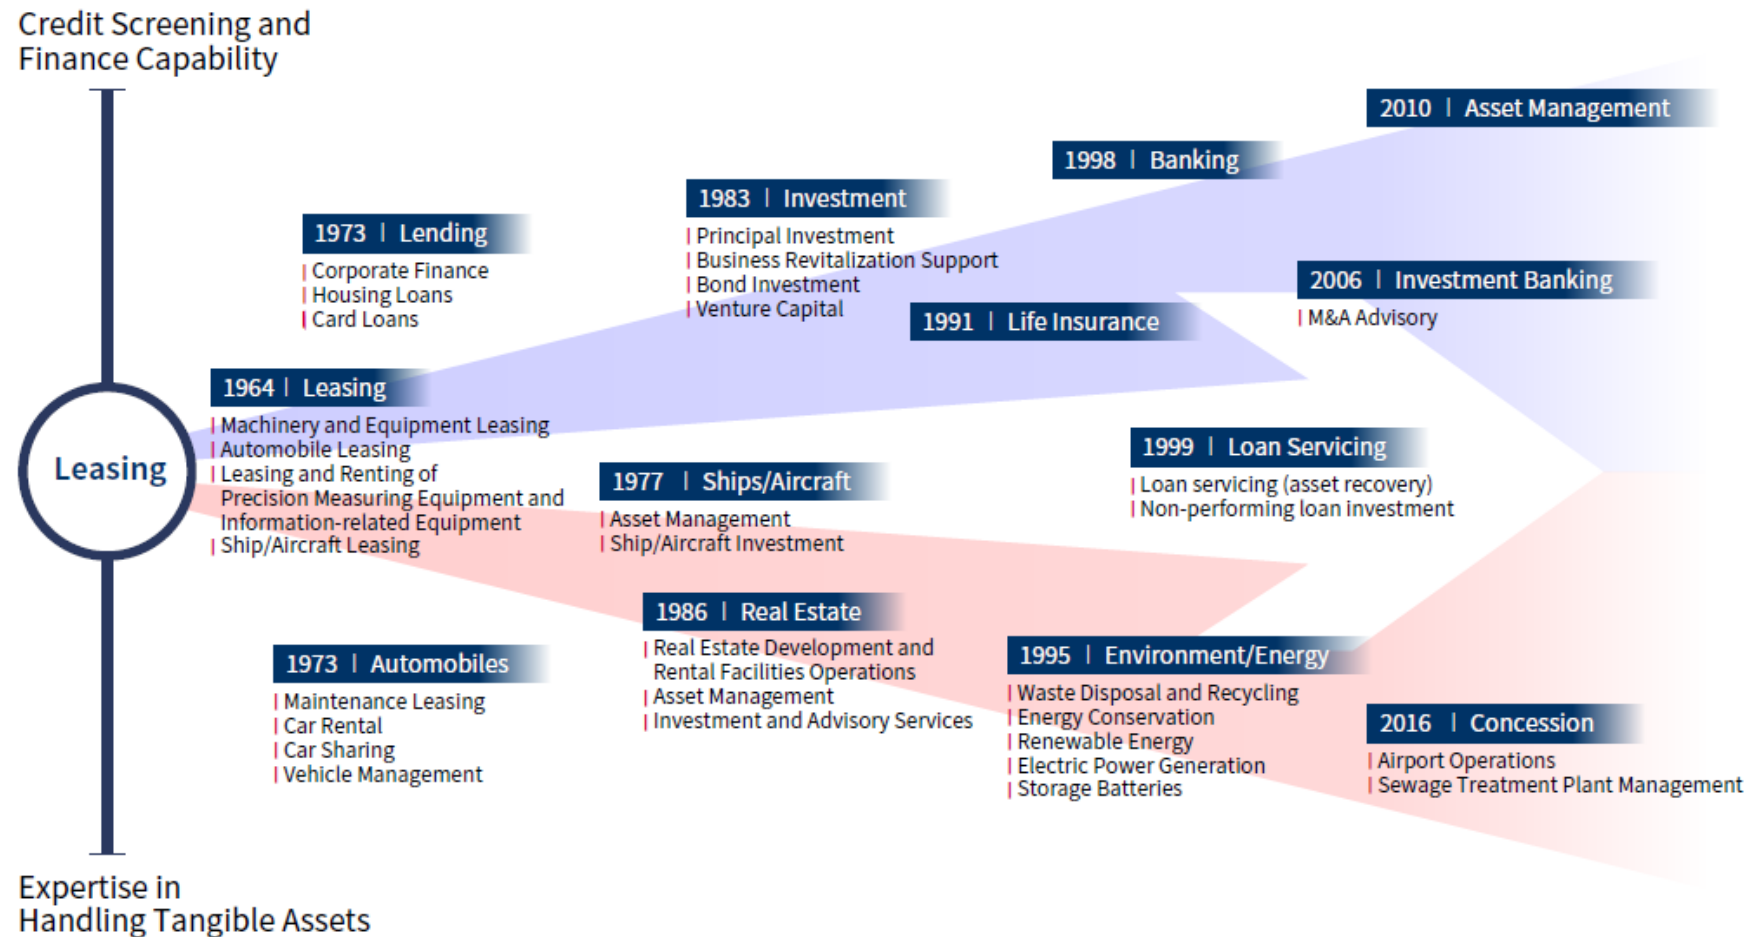 Credit Screening and
Finance Capability
2010 | Asset Management
1998 | Banking
1983 | Investment
Principal Investment
Business Revitalization Support
Bond Investment
Venture Capital
1973 | Lending
Corporate Finance
Housing Loans
Card Loans
2006 | Investment Banking
M&A Advisory
1991 | Life Insurance
1964 | Leasing
Machinery and Equipment Leasing
Automobile Leasing
Leasing and Renting of
Precision Measuring Equipment and
Information-related Equipment
Ship/Aircraft Leasing
Leasing
1999 | Loan Servicing
Loan servicing (asset recovery)
Non-performing loan investment
1977 | Ships/Aircraft
Asset Management
Ship/Aircraft Investment
1986 | Real Estate
Real Estate Development and
Rental Facilities Operations
Asset Management
Investment and Advisory Services
1973 | Automobiles
Maintenance Leasing
Car Rental
Car Sharing
Vehicle Management
1995 | Environment/Energy
Waste Disposal and Recycling
Energy Conservation
Renewable Energy
Electric Power Generation
Storage Batteries
2016 | Concession
Airport Operations
Sewage Treatment Plant Management
Expertise in
Handling Tangible Assets